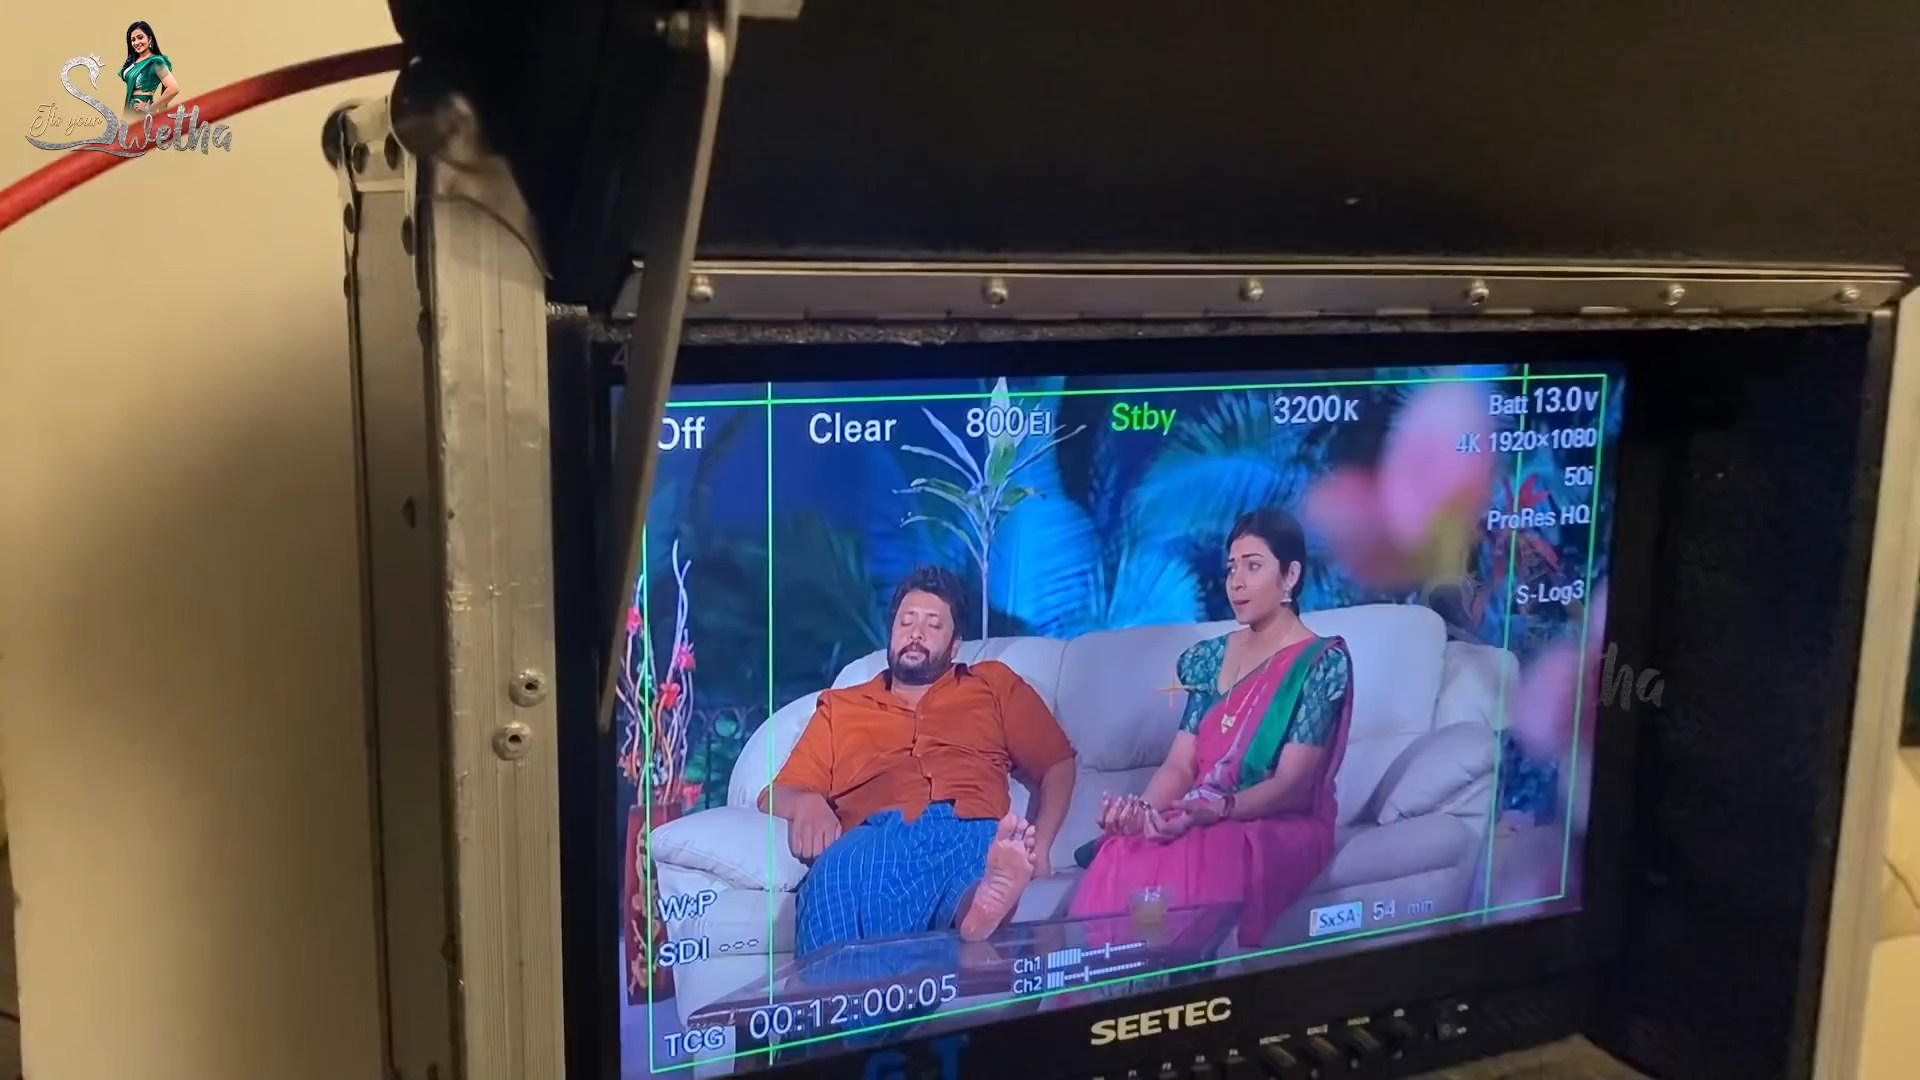 Its your
Swetha
Off Clear 800EI Stby 3200K Batt 13.0V
4K 1920×1080
50i
ProRes HQ
S-Log3
tha
W:P
SDI ---
SxSA 54 min
Ch1
Ch2
TCG 00:12:00:05
SEETEC